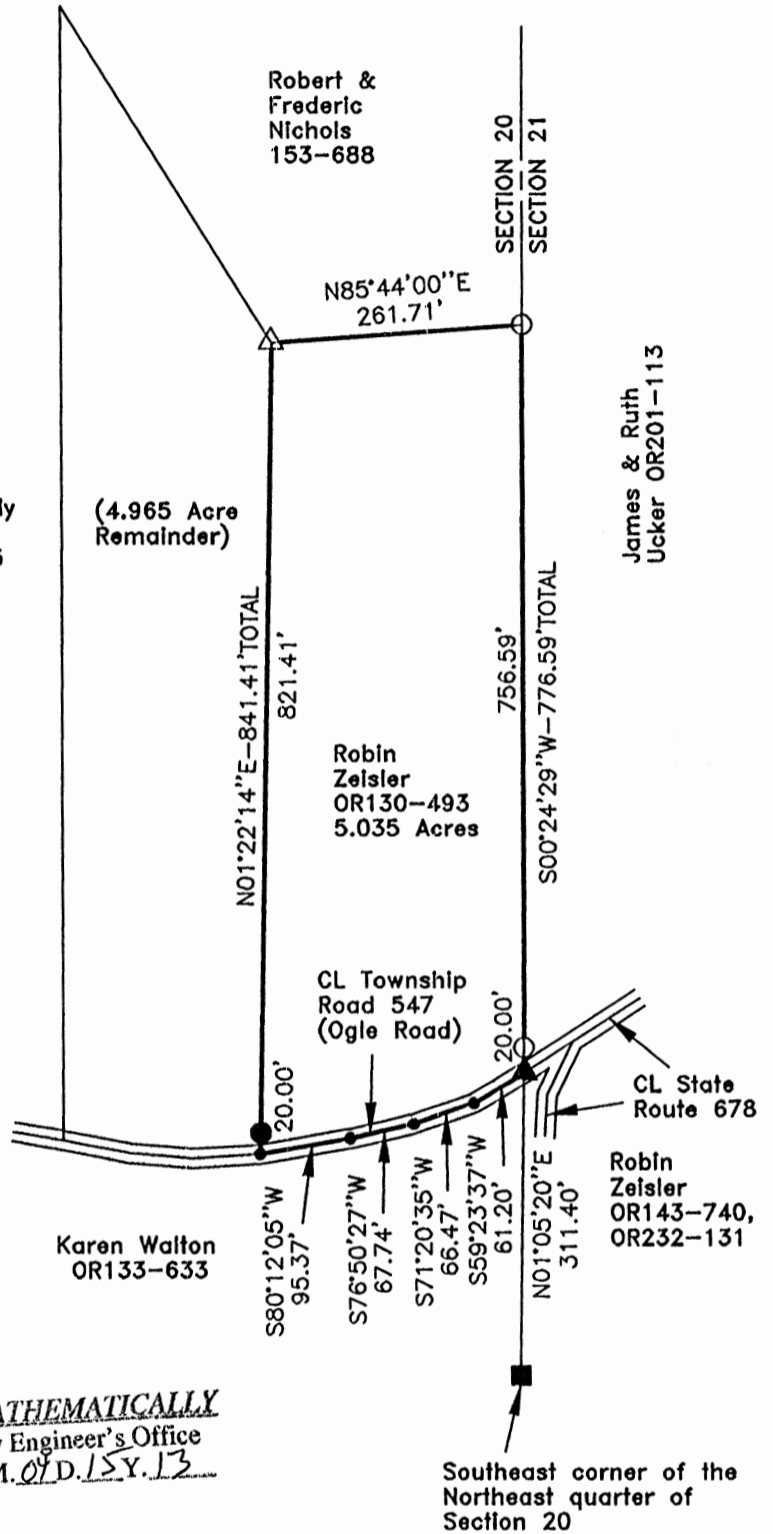 Robert &
Frederic
Nichols
153-688
SECTION 20
SECTION 21
N85°44'00"E
261.71'
James & Ruth
Ucker OR201-113
(4.965 Acre
Remainder)
N01°22'14"E-841.41'TOTAL
821.41'
756.59'
S00°24'29"W-776.59'TOTAL
Robin
Zeisler
OR130-493
5.035 Acres
CL Township
Road 547
(Ogle Road)
20.00'
20.00'
CL State
Route 678
Robin
Zeisler
OR143-740,
OR232-131
Karen Walton
OR133-633
S80°12'05"W
95.37'
S76°50'27"W
67.74'
S71°20'35"W
66.47'
S59°23'37"W
61.20'
N01°05'20"E
311.40'
ATHEMATICALLY
Engineer's Office
M.04 D.15 Y.13
Southeast corner of the
Northeast quarter of
Section 20